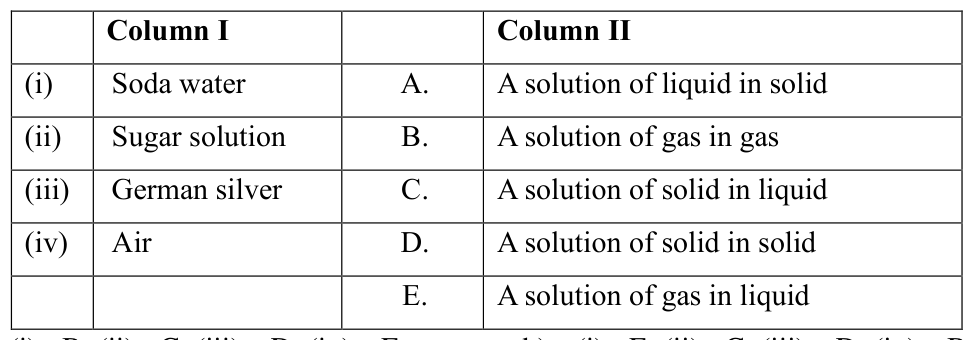 Column I Column II
(i) Soda water A. A solution of liquid in solid
(ii) Sugar solution B. A solution of gas in gas
(iii) German silver C. A solution of solid in liquid
(iv) Air D. A solution of solid in solid
E. A solution of gas in liquid